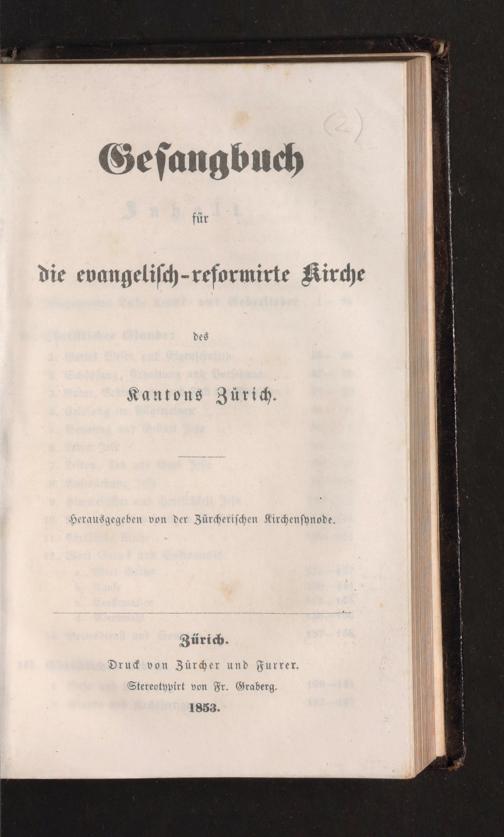 (2)
Gesangbuch
für
die evangelisch-reformirte Kirche
des
Kantons Zürich.
Herausgegeben von der Zürcherischen Kirchensynode.
Zürich.
Druck von Zürcher und Furrer.
Stereotypirt von Fr. Graberg.
1853.